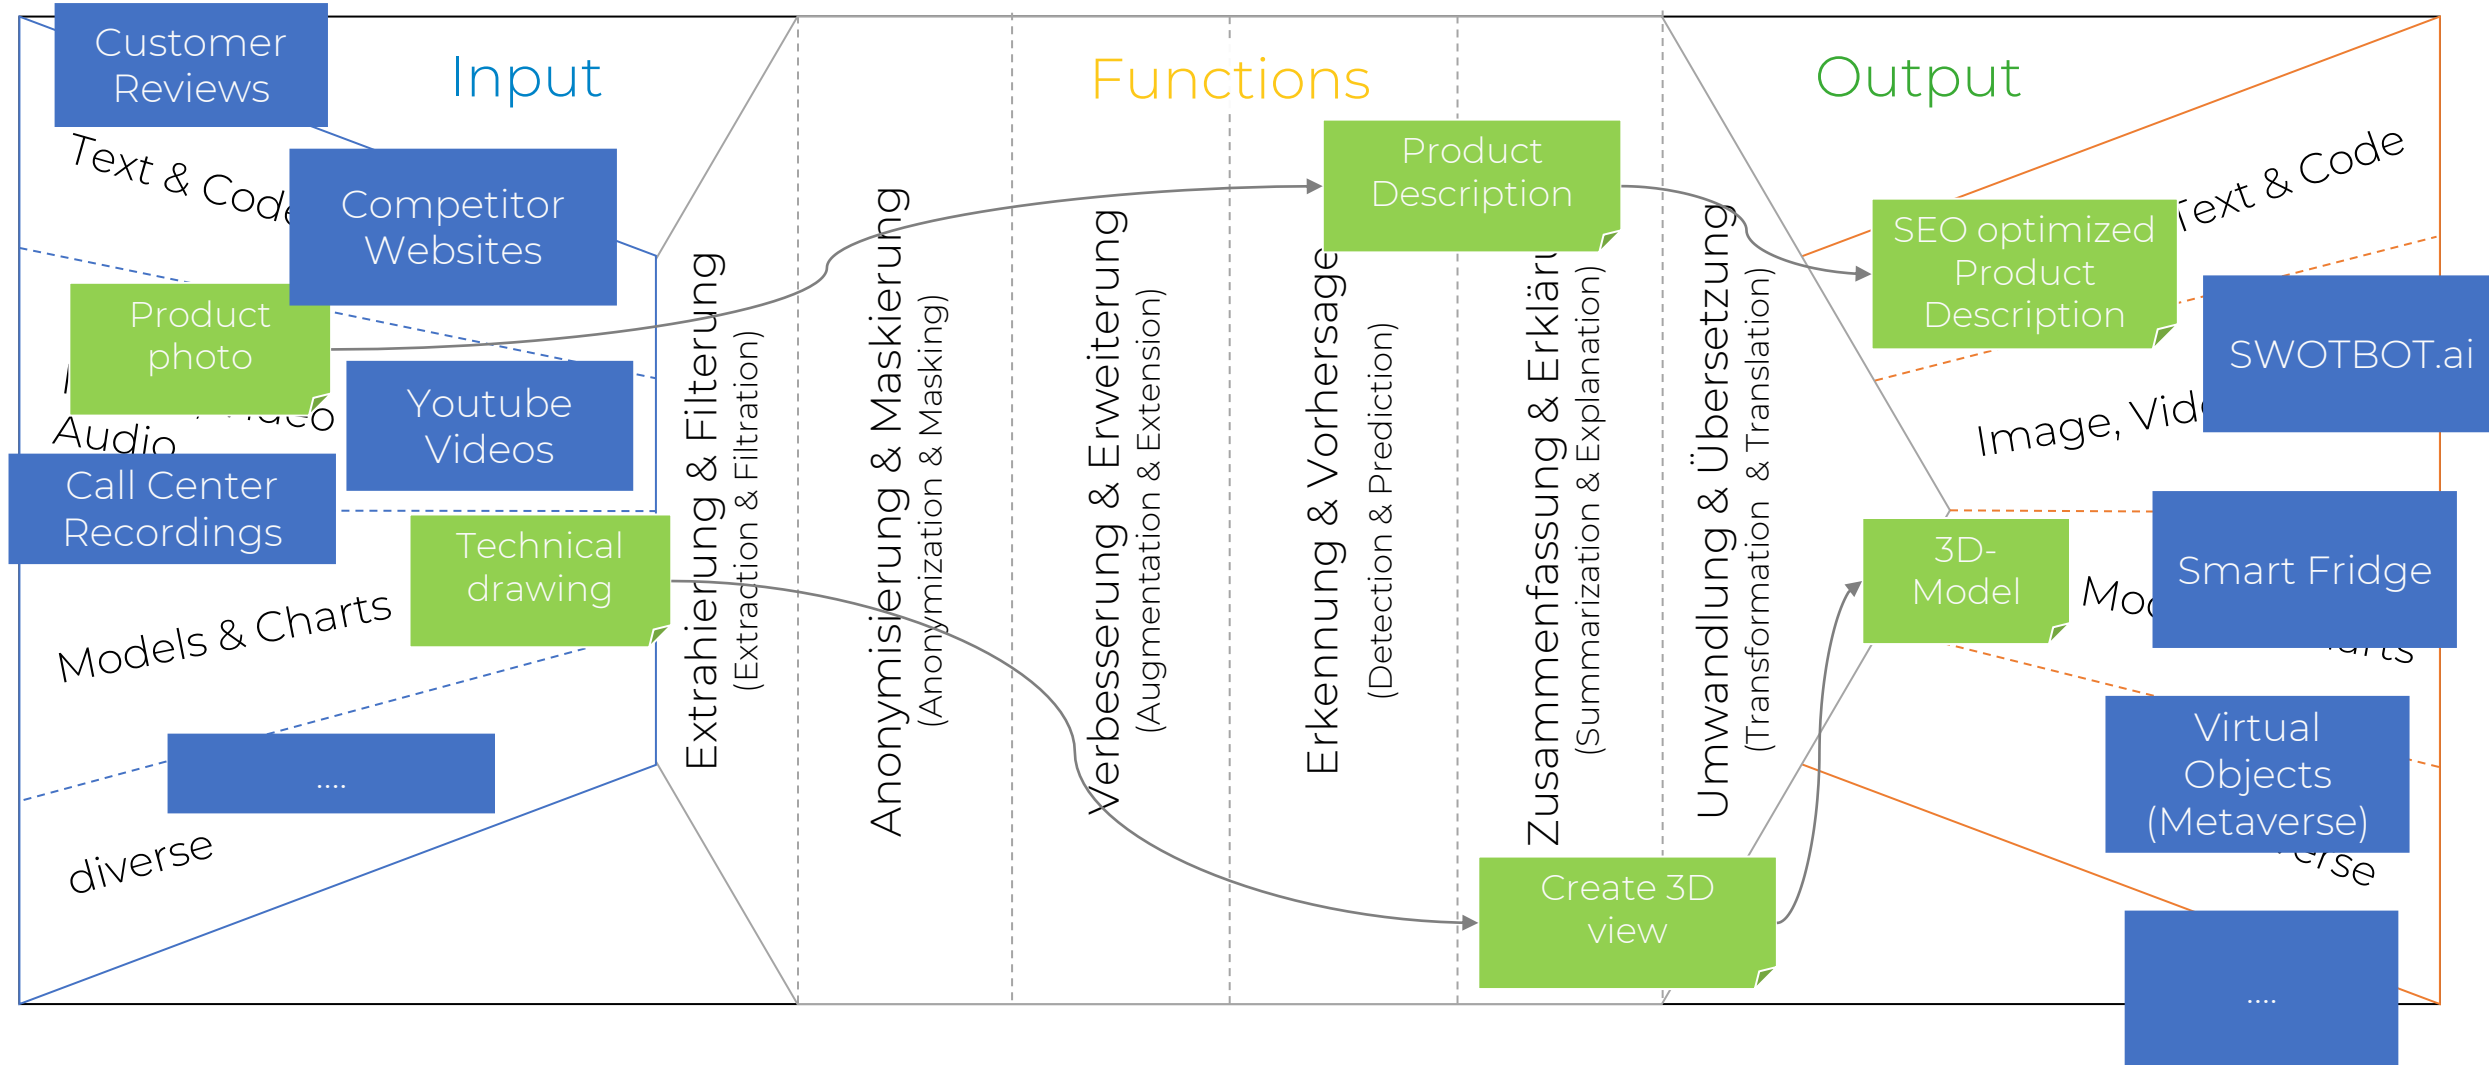 Input
Functions
Output
Customer
Reviews
Text & Code
Competitor
Websites
Product
photo
Audio
Youtube
Videos
Call Center
Recordings
Technical
drawing
Models & Charts
....
diverse
Extrahierung & Filterung
(Extraction & Filtration)
Anonymisierung & Maskierung
(Anonymization & Masking)
Verbesserung & Erweiterung
(Augmentation & Extension)
Erkennung & Vorhersage
(Detection & Prediction)
Zusammenfassung &
(Summarization & Explanation)
Umwandlung & Übersetzung
(Transformation & Translation)
Product
Description
Create 3D
view
Text & Code
SEO optimized
Product
Description
SWOTBOT.ai
Image,
3D-
Model
Smart Fridge
Virtual
Objects
(Metaverse)
....